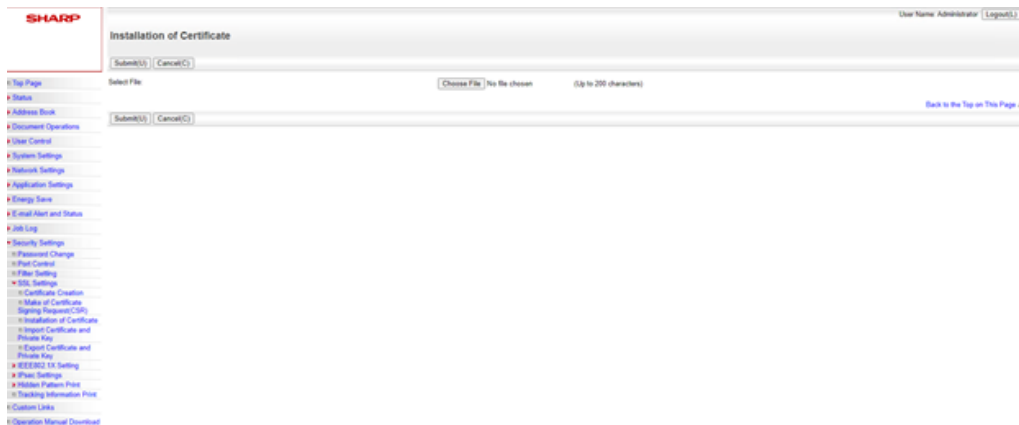 SHARP
User Name: Administrator Logout(L)
Installation of Certificate
Submit(U) Cancel(C)
Select File: Choose File No file chosen (Up to 200 characters)
Back to the Top on This Page
Submit(U) Cancel(C)
Top Page
Status
Address Book
Document Operations
User Control
System Settings
Network Settings
Application Settings
Energy Save
E-mail Alert and Status
Job Log
Security Settings
Password Change
Port Control
Filter Setting
SSL Settings
Certificate Creation
Make of Certificate
Signing Request(CSR)
Installation of Certificate
Import Certificate and
Private Key
Export Certificate and
Private Key
IEEE802.1X Setting
IPsec Settings
Hidden Pattern Print
Tracking Information Print
Custom Links
Operation Manual Download